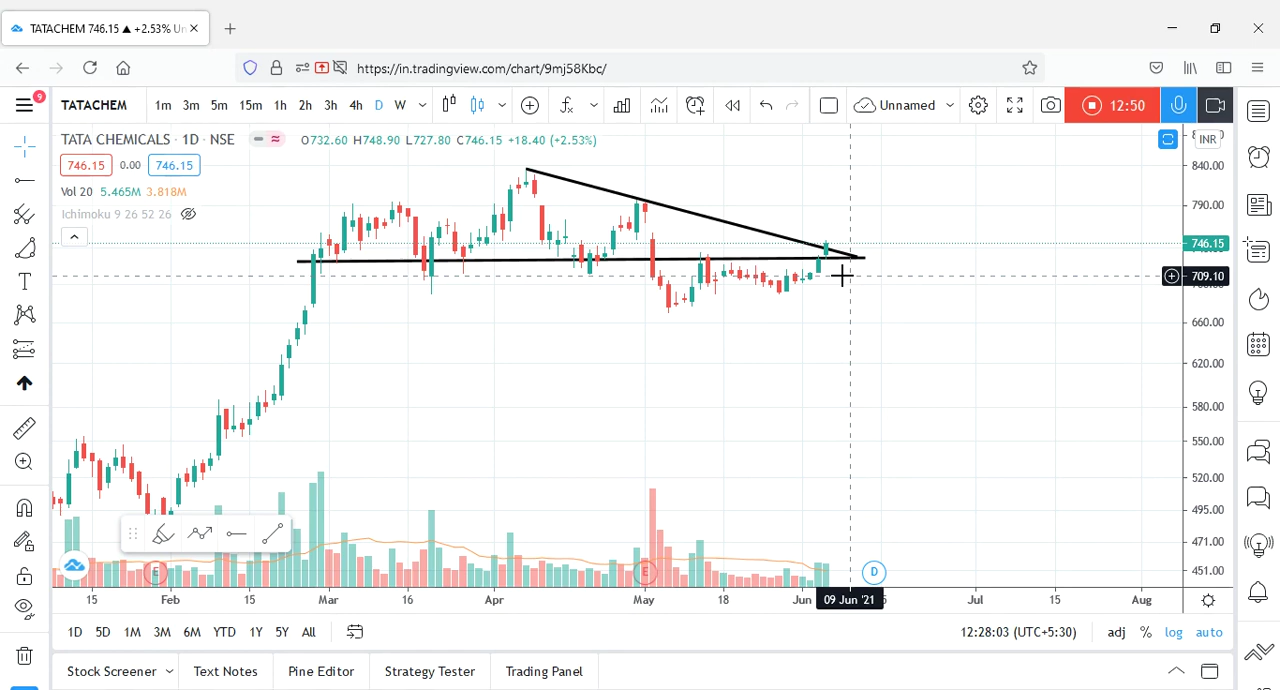 TATACHEM 746.15 ▲ +2.53% Un
https://in.tradingview.com/chart/9mj58Kbc/
9
TATACHEM 1m 3m 5m 15m 1h 2h 3h 4h D W Unnamed 12:50
TATA CHEMICALS · 1D · NSE O732.60 H748.90 L727.80 C746.15 +18.40 (+2.53%) INR
746.15 0.00 746.15
840.00
Vol 20 5.465M 3.818M
790.00
Ichimoku 9 26 52 26
746.15
709.10
660.00
620.00
580.00
550.00
520.00
495.00
471.00
451.00
E E D
15 Feb 15 Mar 16 Apr May 18 Jun 09 Jun '21 Jul 15 Aug
1D 5D 1M 3M 6M YTD 1Y 5Y All 12:28:03 (UTC+5:30) adj % log auto
Stock Screener Text Notes Pine Editor Strategy Tester Trading Panel